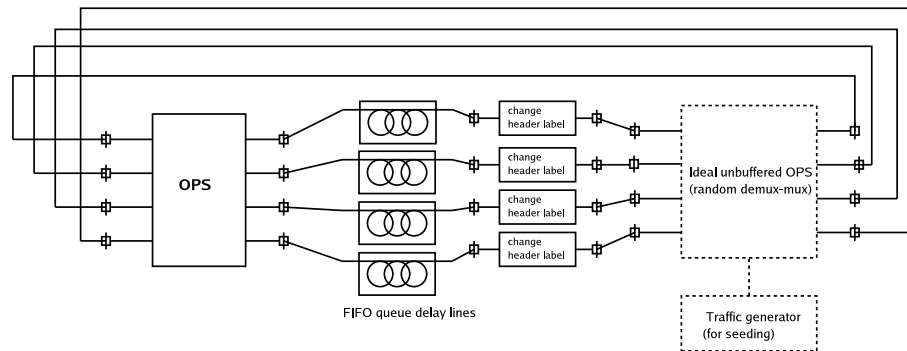 OPS
change
header label
change
header label
change
header label
change
header label
Ideal unbuffered OPS
(random demux-mux)
FIFO queue delay lines
Traffic generator
(for seeding)